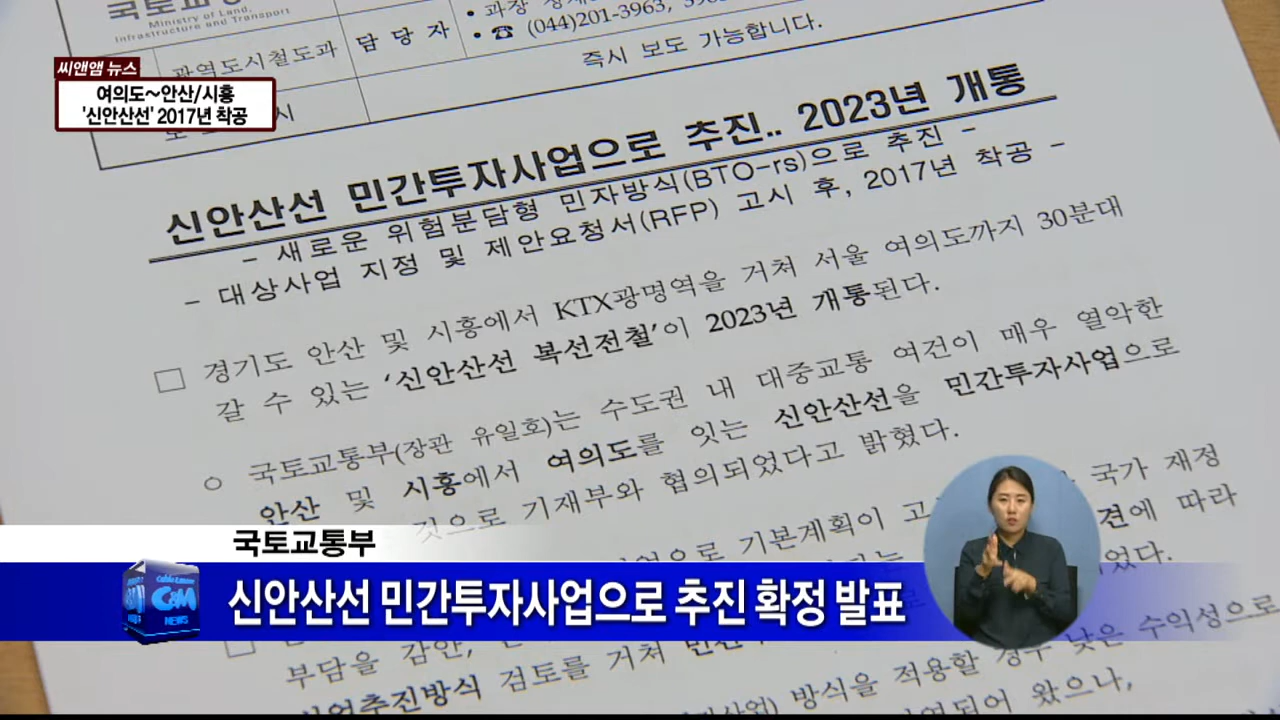 Ministry of Land,
Infrastructure and Transport
광역도시철도과
담 당 자
• 과장
• ☎ (044)201-3963,
즉시 보도 가능합니다.
씨앤앰 뉴스
여의도~안산/시흥
'신안산선' 2017년 착공
신안산선 민간투자사업으로 추진.. 2023년 개통
- 새로운 위험분담형 민자방식(BTO-rs)으로 추진 -
- 대상사업 지정 및 제안요청서(RFP) 고시 후, 2017년 착공 -
□ 경기도 안산 및 시흥에서 KTX광명역을 거쳐 서울 여의도까지 30분대
갈 수 있는 '신안산선 복선전철'이 2023년 개통된다.
○ 국토교통부(장관 유일호)는 수도권 내 대중교통 여건이 매우 열악한
안산 및 시흥에서 여의도를 잇는 신안산선을 민간투자사업으로
것으로 기재부와 협의되었다고 밝혔다.
으로 기본계획이 국가 재정
견에 따라
었다.
국토교통부
C&M
NEWS
신안산선 민간투자사업으로 추진 확정 발표
부담을 감안,
검토를 거쳐
낮은 수익성으로
방식을 적용할 경우
되어 왔으나,